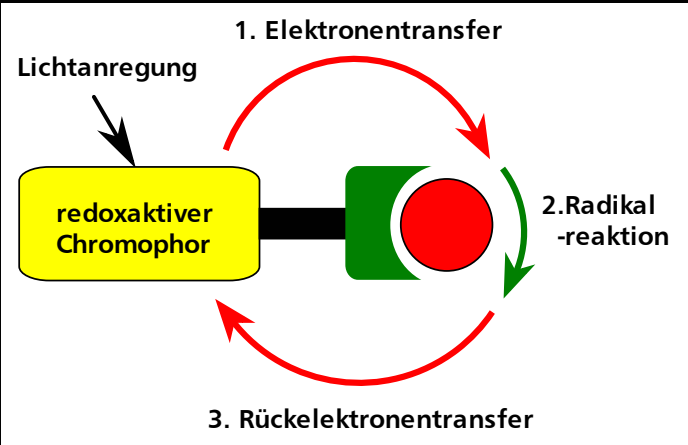 1. Elektronentransfer
Lichtanregung
redoxaktiver
Chromophor
2.Radikal
-reaktion
3. Rückelektronentransfer